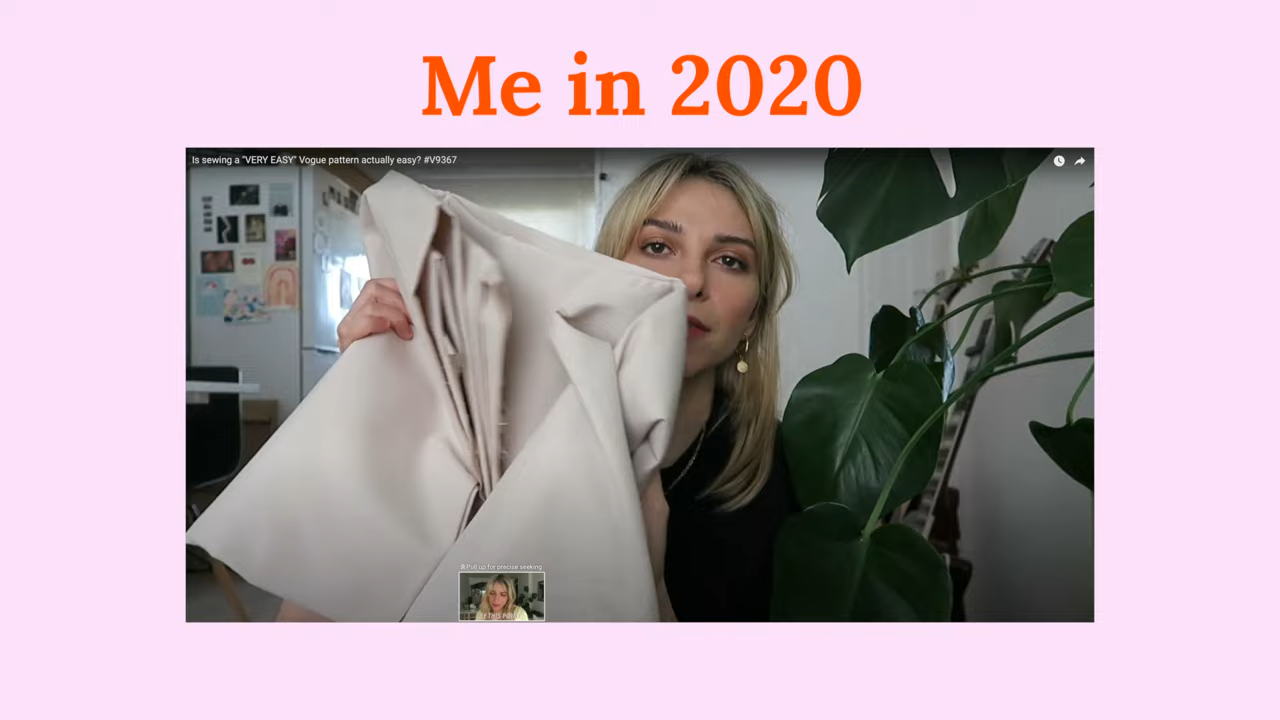 Me in 2020
Is sewing a "VERY EASY" Vogue pattern actually easy? #V9367
Pull up for precise seeking